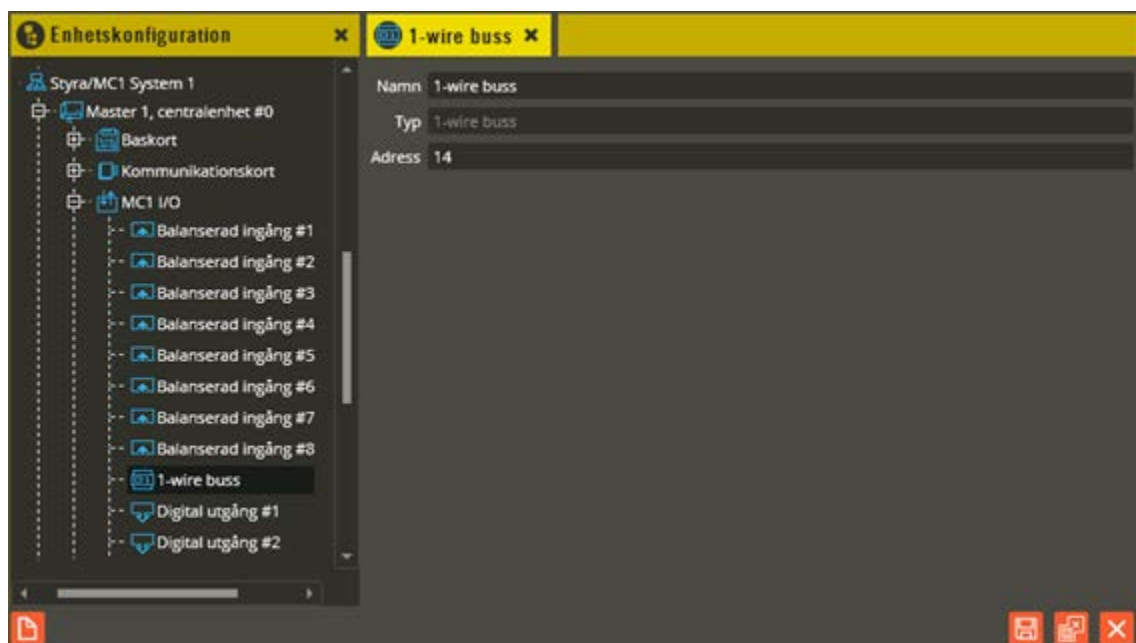 Enhetskonfiguration
Styra/MC1 System 1
Master 1, centralenhet #0
Baskort
Kommunikationskort
MC1 I/O
Balanserad ingång #1
Balanserad ingång #2
Balanserad ingång #3
Balanserad ingång #4
Balanserad ingång #5
Balanserad ingång #6
Balanserad ingång #7
Balanserad ingång #8
1-wire buss
Digital utgång #1
Digital utgång #2
1-wire buss
Namn 1-wire buss
Typ 1-wire buss
Adress 14